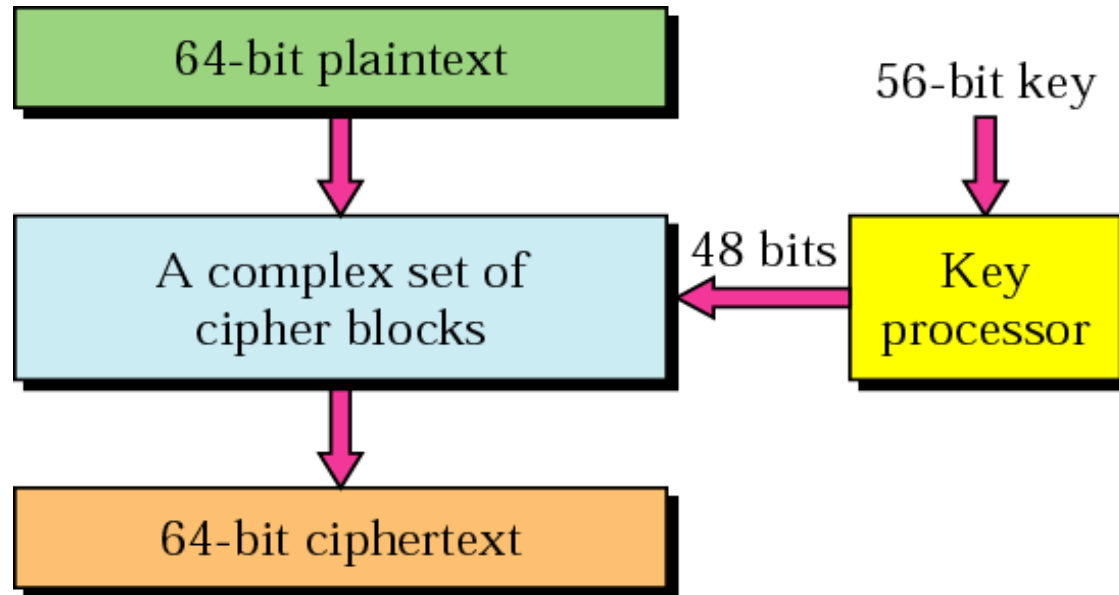 64-bit plaintext
56-bit key
A complex set of
cipher blocks
48 bits
Key
processor
64-bit ciphertext